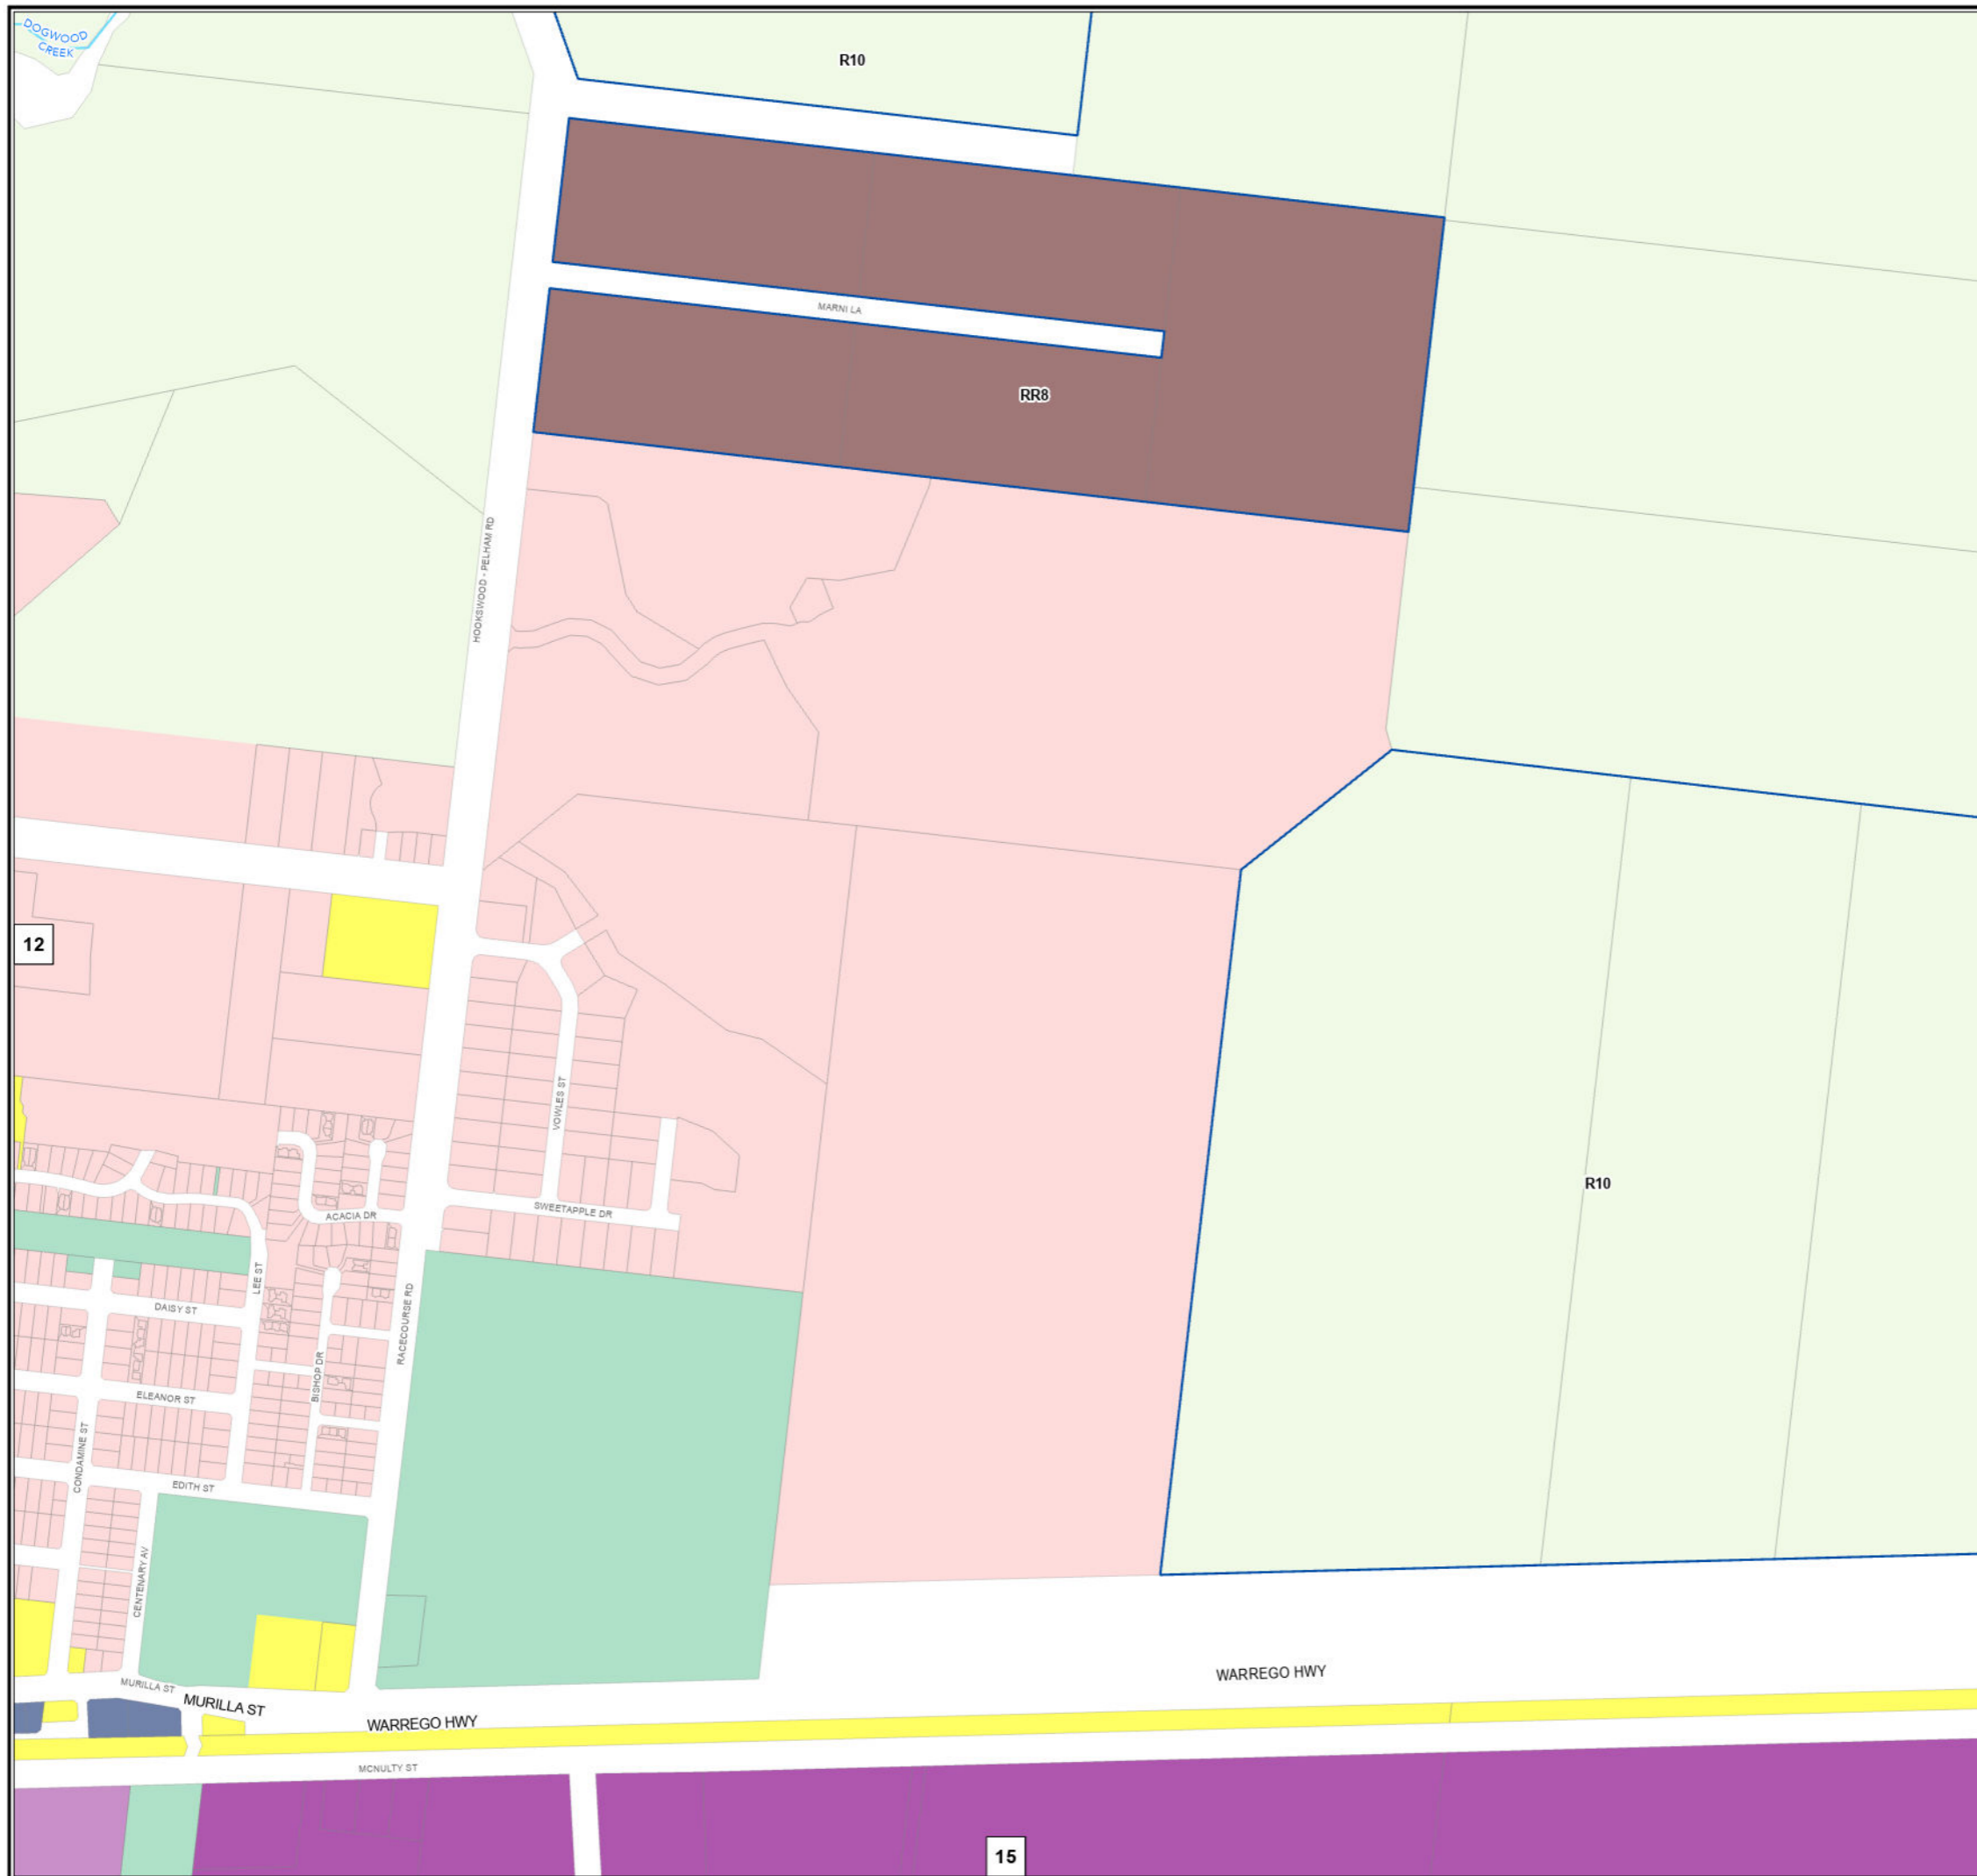 DOGWOOD
CREEK
R10
MARNI LA
RR8
HOOKSWOOD - PELHAM RD
12
VOWLES ST
R10
SWEETAPPLE DR
ACACIA DR
LEE ST
DAISY ST
RACECOURSE RD
BISHOP DR
ELEANOR ST
CONDAMINE ST
EDITH ST
CENTENARY AV
WARREGO HWY
MURILLA ST
MURILLA ST
WARREGO HWY
MCNULTY ST
15